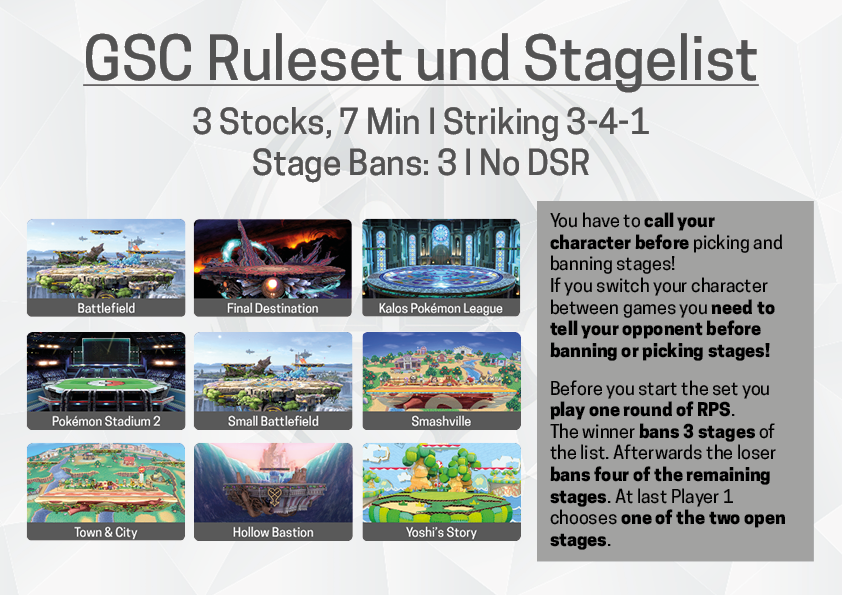 GSC Ruleset und Stagelist
3 Stocks, 7 Min I Striking 3-4-1
Stage Bans: 3 I No DSR
Battlefield
Final Destination
Kalos Pokémon League
Pokémon Stadium 2
Small Battlefield
Smashville
Town & City
Hollow Bastion
Yoshi's Story
You have to call your
character before picking and
banning stages!
If you switch your character
between games you need to
tell your opponent before
banning or picking stages!
Before you start the set you
play one round of RPS.
The winner bans 3 stages of
the list. Afterwards the loser
bans four of the remaining
stages. At last Player 1
chooses one of the two open
stages.